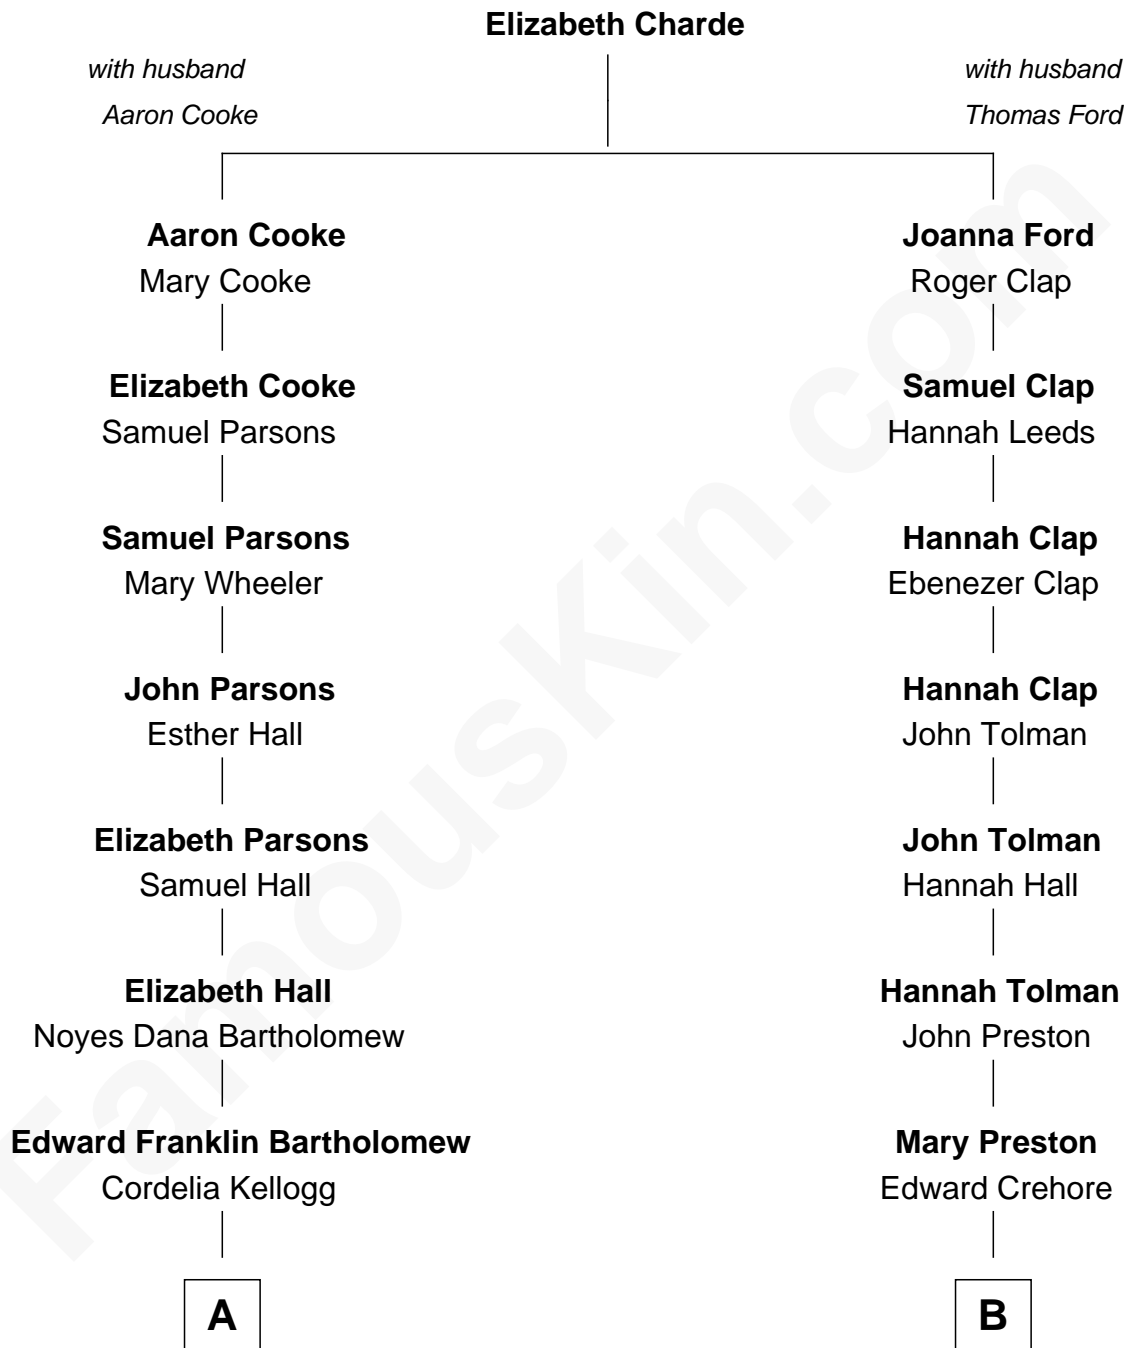 Elizabeth Charde
with husband
Aaron Cooke
with husband
Thomas Ford
Aaron Cooke
Mary Cooke
Joanna Ford
Roger Clap
Elizabeth Cooke
Samuel Parsons
Samuel Clap
Hannah Leeds
Samuel Parsons
Mary Wheeler
Hannah Clap
Ebenezer Clap
John Parsons
Esther Hall
Hannah Clap
John Tolman
Elizabeth Parsons
Samuel Hall
John Tolman
Hannah Hall
Elizabeth Hall
Noyes Dana Bartholomew
Hannah Tolman
John Preston
Edward Franklin Bartholomew
Cordelia Kellogg
Mary Preston
Edward Crehore
A
B
FamousKin.com